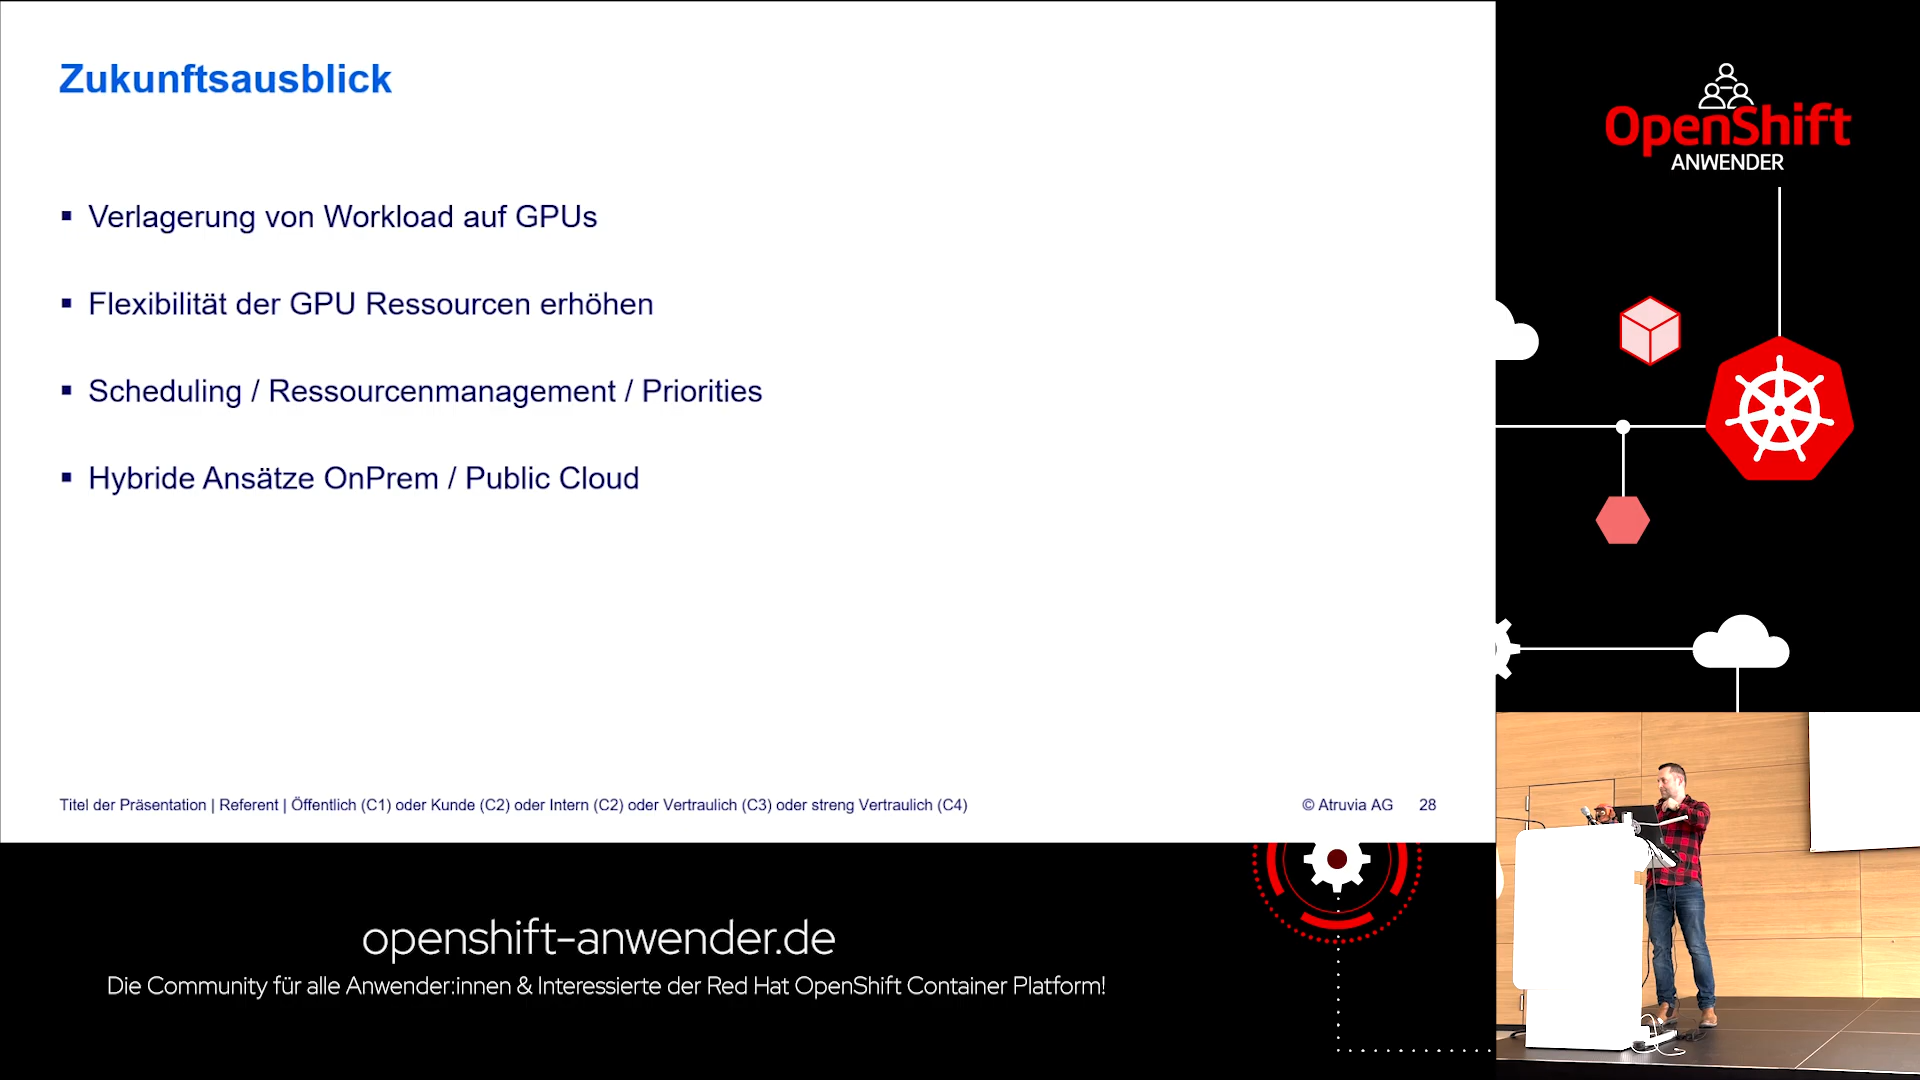 Zukunftsausblick
▪ Verlagerung von Workload auf GPUs
▪ Flexibilität der GPU Ressourcen erhöhen
▪ Scheduling / Ressourcenmanagement / Priorities
▪ Hybride Ansätze OnPrem / Public Cloud
Titel der Präsentation | Referent | Öffentlich (C1) oder Kunde (C2) oder Intern (C2) oder Vertraulich (C3) oder streng Vertraulich (C4)
© Atruvia AG 28
OpenShift
ANWENDER
openshift-anwender.de
Die Community für alle Anwender:innen & Interessierte der Red Hat OpenShift Container Platform!